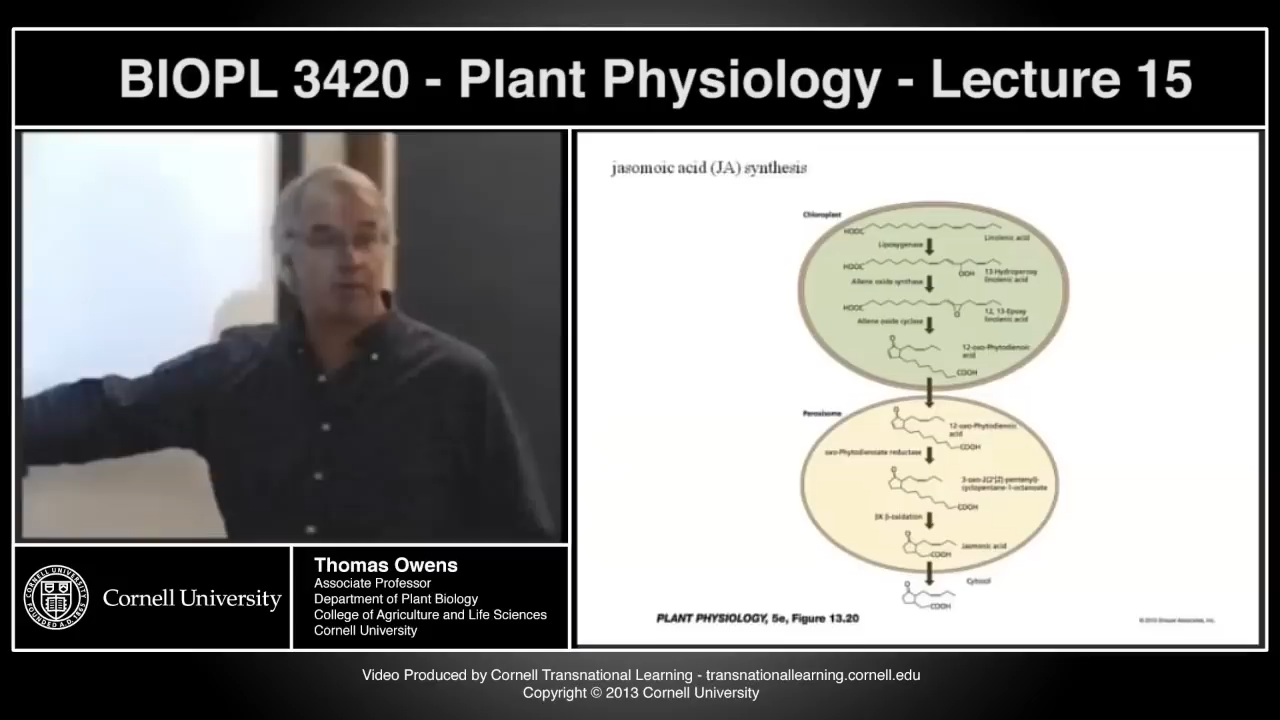 BIOPL 3420 - Plant Physiology - Lecture 15
jasomoic acid (JA) synthesis
Chloroplast
HOOC
Linolenic acid
Lipoxygenase
HOOC
OOH
13-Hydroperoxy
linolenic acid
Allene oxide synthase
HOOC
O
12, 13-Epoxy
linolenic acid
Allene oxide cyclase
O
12-oxo-Phytodienoic
acid
COOH
Peroxisome
O
12-oxo-Phytodienoic
acid
COOH
oxo-Phytodienoate reductase
O
COOH
β-oxidation
O
Jasmonic acid
COOH
Cytosol
O
COOH
PLANT PHYSIOLOGY, 5e, Figure 13.20
CORNELL UNIVERSITY
Cornell University
Thomas Owens
Associate Professor
Department of Plant Biology
College of Agriculture and Life Sciences
Cornell University
Video Produced by Cornell Transnational Learning - transnationallearning.cornell.edu
Copyright © 2013 Cornell University